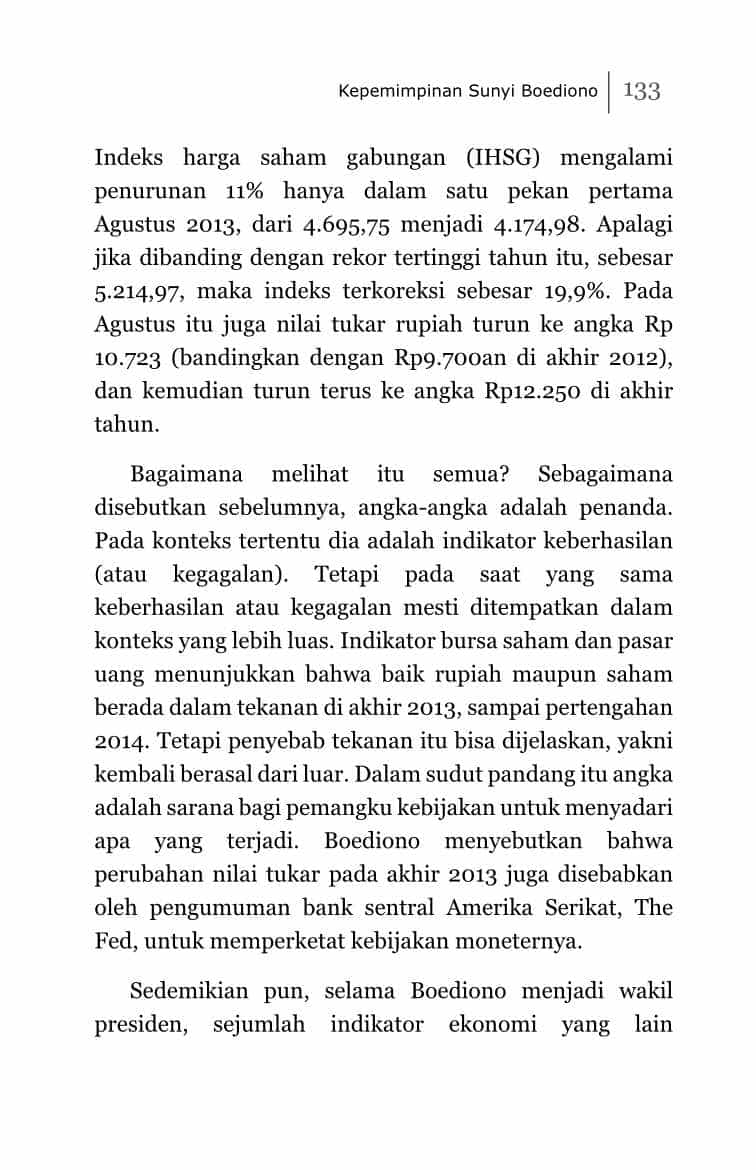 Kepemimpinan Sunyi Boediono 133
Indeks harga saham gabungan (IHSG) mengalami
penurunan 11% hanya dalam satu pekan pertama
Agustus 2013, dari 4.695,75 menjadi 4.174,98. Apalagi
jika dibanding dengan rekor tertinggi tahun itu, sebesar
5.214,97, maka indeks terkoreksi sebesar 19,9%. Pada
Agustus itu juga nilai tukar rupiah turun ke angka Rp
10.723 (bandingkan dengan Rp9.700an di akhir 2012),
dan kemudian turun terus ke angka Rp12.250 di akhir
tahun.
Bagaimana melihat itu semua? Sebagaimana
disebutkan sebelumnya, angka-angka adalah penanda.
Pada konteks tertentu dia adalah indikator keberhasilan
(atau kegagalan). Tetapi pada saat yang sama
keberhasilan atau kegagalan mesti ditempatkan dalam
konteks yang lebih luas. Indikator bursa saham dan pasar
uang menunjukkan bahwa baik rupiah maupun saham
berada dalam tekanan di akhir 2013, sampai pertengahan
2014. Tetapi penyebab tekanan itu bisa dijelaskan, yakni
kembali berasal dari luar. Dalam sudut pandang itu angka
adalah sarana bagi pemangku kebijakan untuk menyadari
apa yang terjadi. Boediono menyebutkan bahwa
perubahan nilai tukar pada akhir 2013 juga disebabkan
oleh pengumuman bank sentral Amerika Serikat, The
Fed, untuk memperketat kebijakan moneternya.
Sedemikian pun, selama Boediono menjadi wakil
presiden, sejumlah indikator ekonomi yang lain